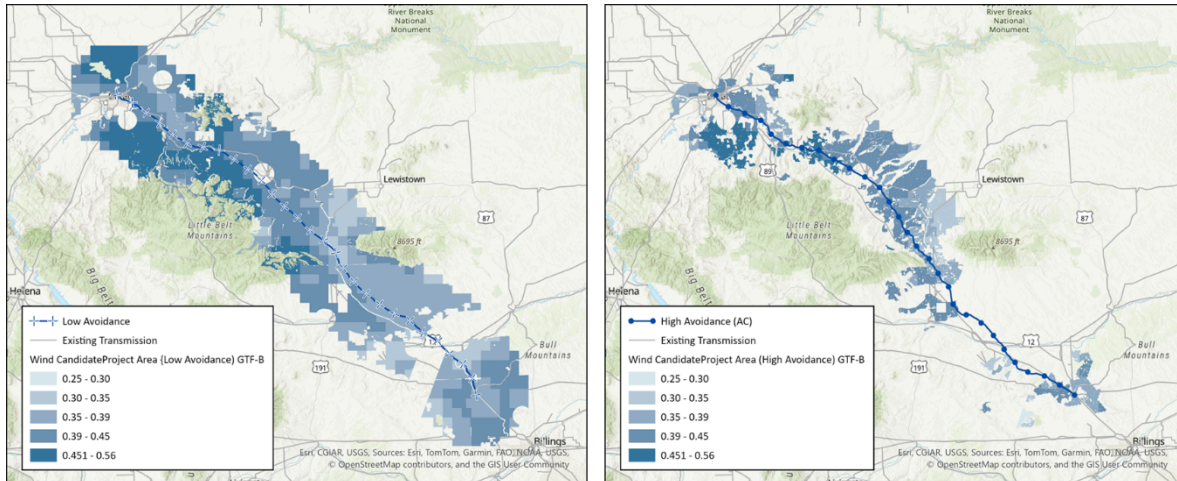 River Breaks
National
Monument
Lewistown
87
Little Belt
Mountains
8695 ft
Big Belt
Helena
12
191
Bull
Mountains
Billings
Low Avoidance
Existing Transmission
Wind CandidateProject Area (Low Avoidance) GTF-B
0.25 - 0.30
0.30 - 0.35
0.35 - 0.39
0.39 - 0.45
0.451 - 0.56
Esri, CGIAR, USGS, Sources: Esri, TomTom, Garmin, FAO, NOAA, USGS,
© OpenStreetMap contributors, and the GIS User Community
River Breaks
National
Monument
89
Lewistown
87
Little Belt
Mountains
8695 ft
Big Belt
Helena
12
191
Bull
Mountains
Billings
High Avoidance (AC)
Existing Transmission
Wind CandidateProject Area (High Avoidance) GTF-B
0.25 - 0.30
0.30 - 0.35
0.35 - 0.39
0.39 - 0.45
0.451 - 0.56
Esri, CGIAR, USGS, Sources: Esri, TomTom, Garmin, FAO, NOAA, USGS,
© OpenStreetMap contributors, and the GIS User Community